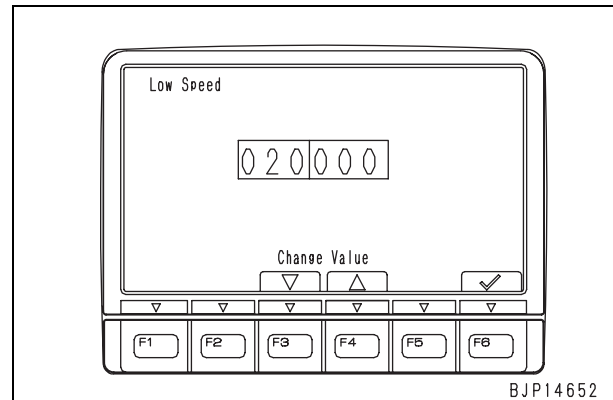 Low Speed
020000
Change Value
F1 F2 F3 F4 F5 F6
BJP14652